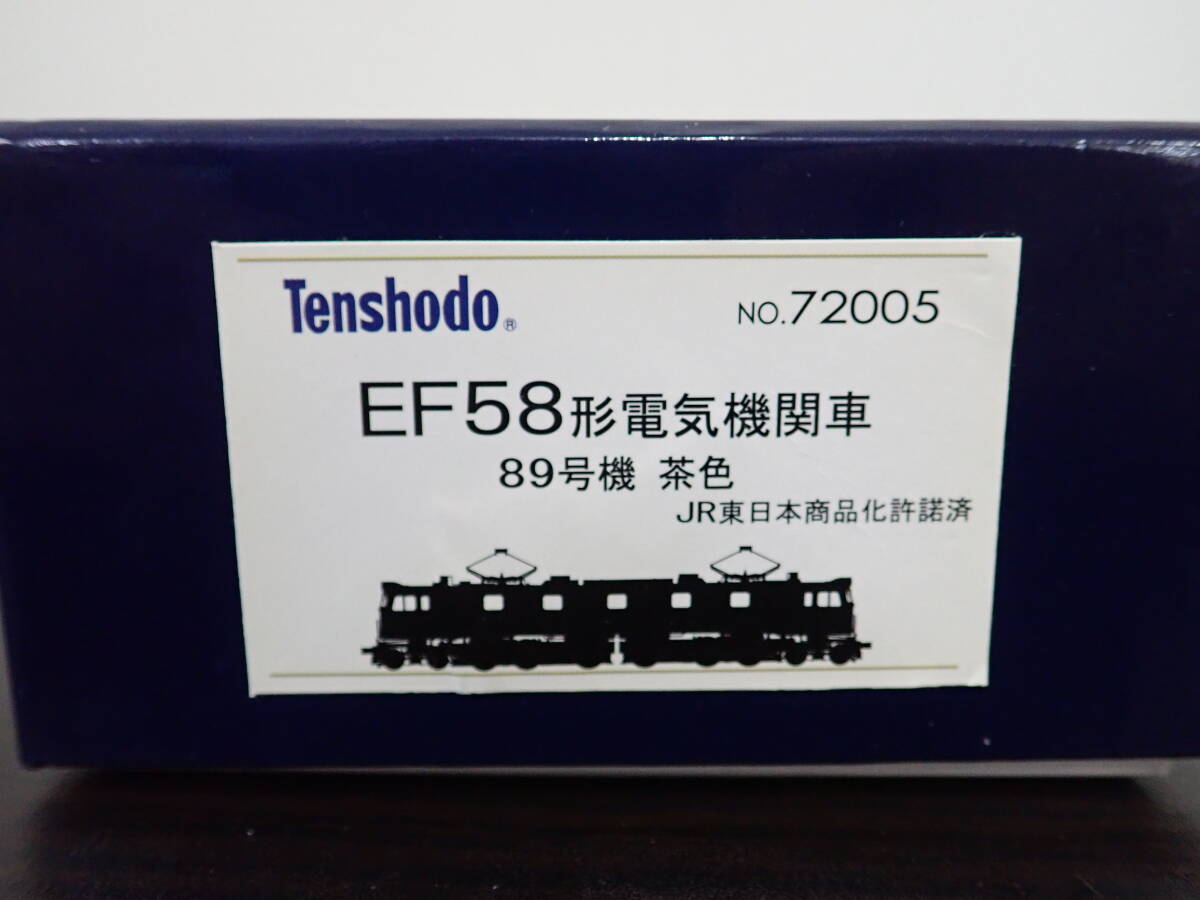 Tenshodo® NO.72005
EF58形電気機関車
89号機 茶色
JR東日本商品化許諾済